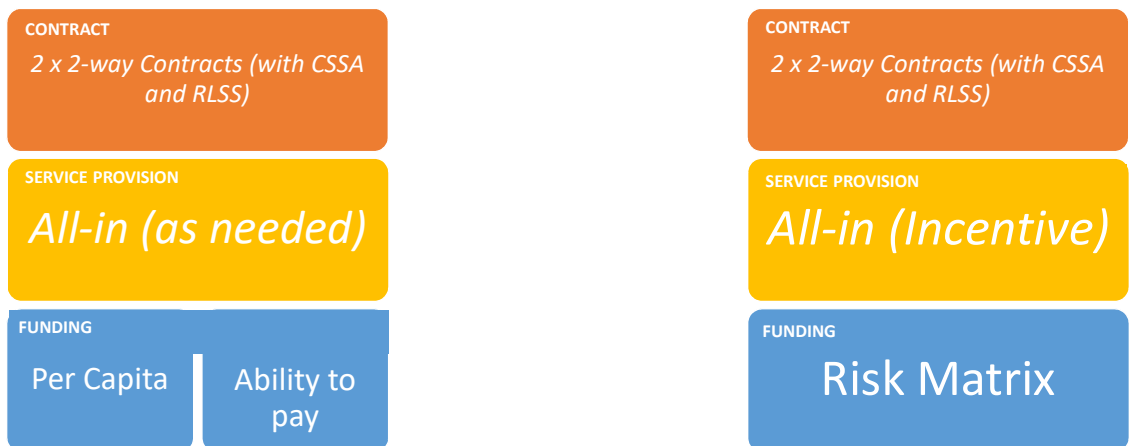 CONTRACT
2 x 2-way Contracts (with CSSA
and RLSS)
SERVICE PROVISION
All-in (as needed)
FUNDING
Per Capita
Ability to
pay
CONTRACT
2 x 2-way Contracts (with CSSA
and RLSS)
SERVICE PROVISION
All-in (Incentive)
FUNDING
Risk Matrix